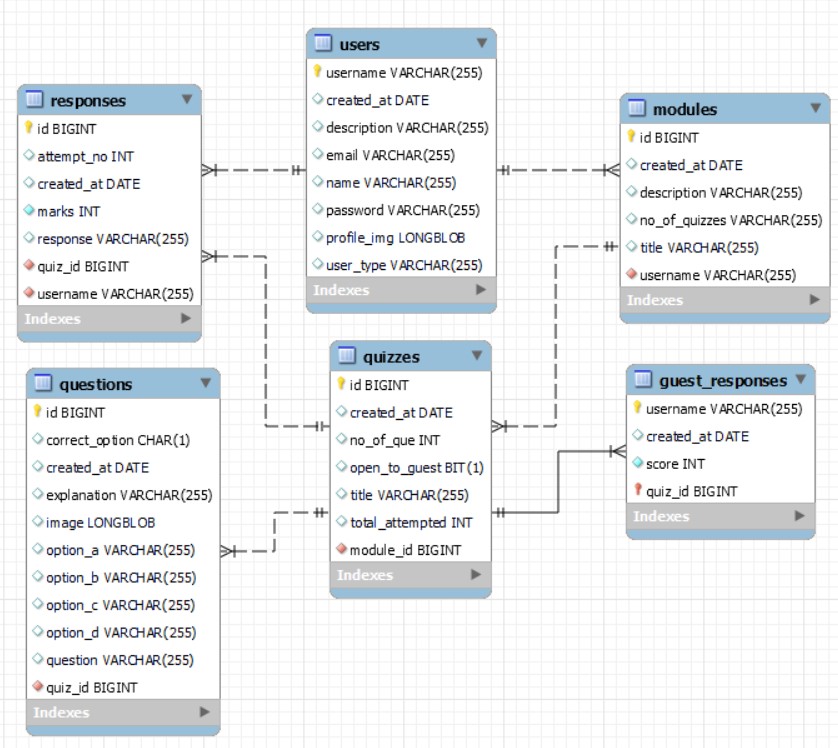 users
username VARCHAR(255)
created_at DATE
description VARCHAR(255)
email VARCHAR(255)
name VARCHAR(255)
password VARCHAR(255)
profile_img LONGBLOB
user_type VARCHAR(255)
Indexes
responses
id BIGINT
attempt_no INT
created_at DATE
marks INT
response VARCHAR(255)
quiz_id BIGINT
username VARCHAR(255)
Indexes
modules
id BIGINT
created_at DATE
description VARCHAR(255)
no_of_quizzes VARCHAR(255)
title VARCHAR(255)
username VARCHAR(255)
Indexes
questions
id BIGINT
correct_option CHAR(1)
created_at DATE
explanation VARCHAR(255)
image LONGBLOB
option_a VARCHAR(255)
option_b VARCHAR(255)
option_c VARCHAR(255)
option_d VARCHAR(255)
question VARCHAR(255)
quiz_id BIGINT
Indexes
quizzes
id BIGINT
created_at DATE
no_of_que INT
open_to_guest BIT(1)
title VARCHAR(255)
total_attempted INT
module_id BIGINT
Indexes
guest_responses
username VARCHAR(255)
created_at DATE
score INT
quiz_id BIGINT
Indexes